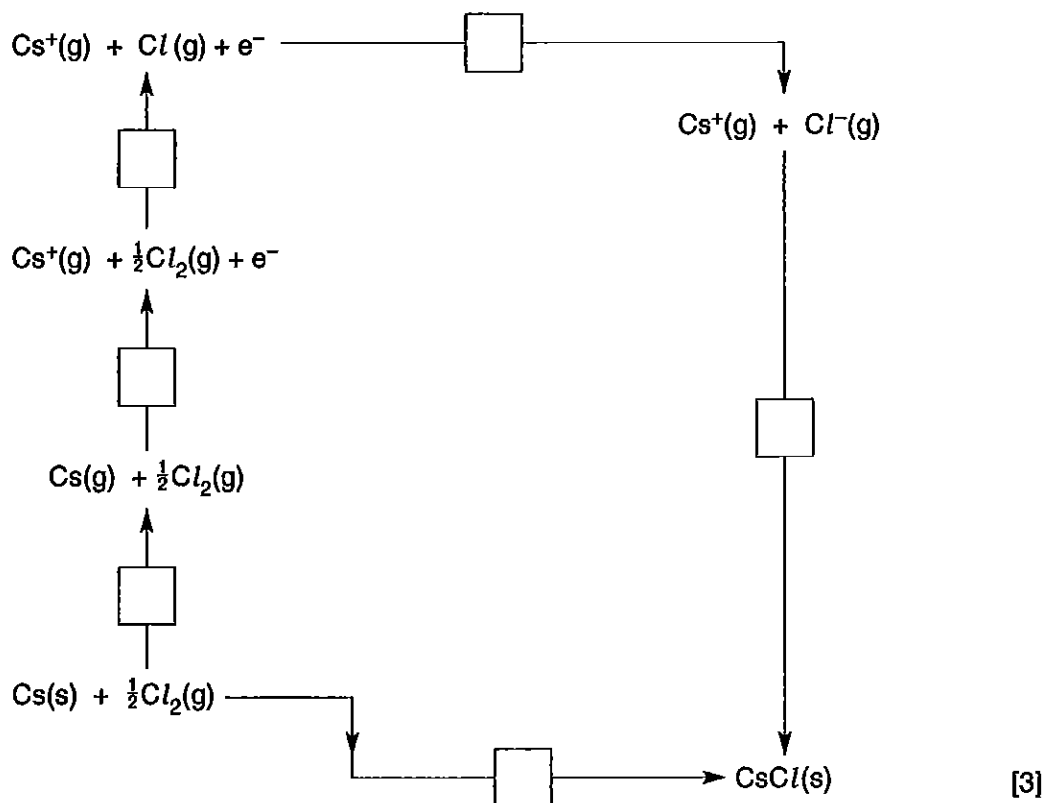 Cs⁺(g) + Cl(g) + e⁻
Cs⁺(g) + Cl⁻(g)
Cs⁺(g) + ½Cl₂(g) + e⁻
Cs(g) + ½Cl₂(g)
Cs(s) + ½Cl₂(g)
CsCl(s) [3]